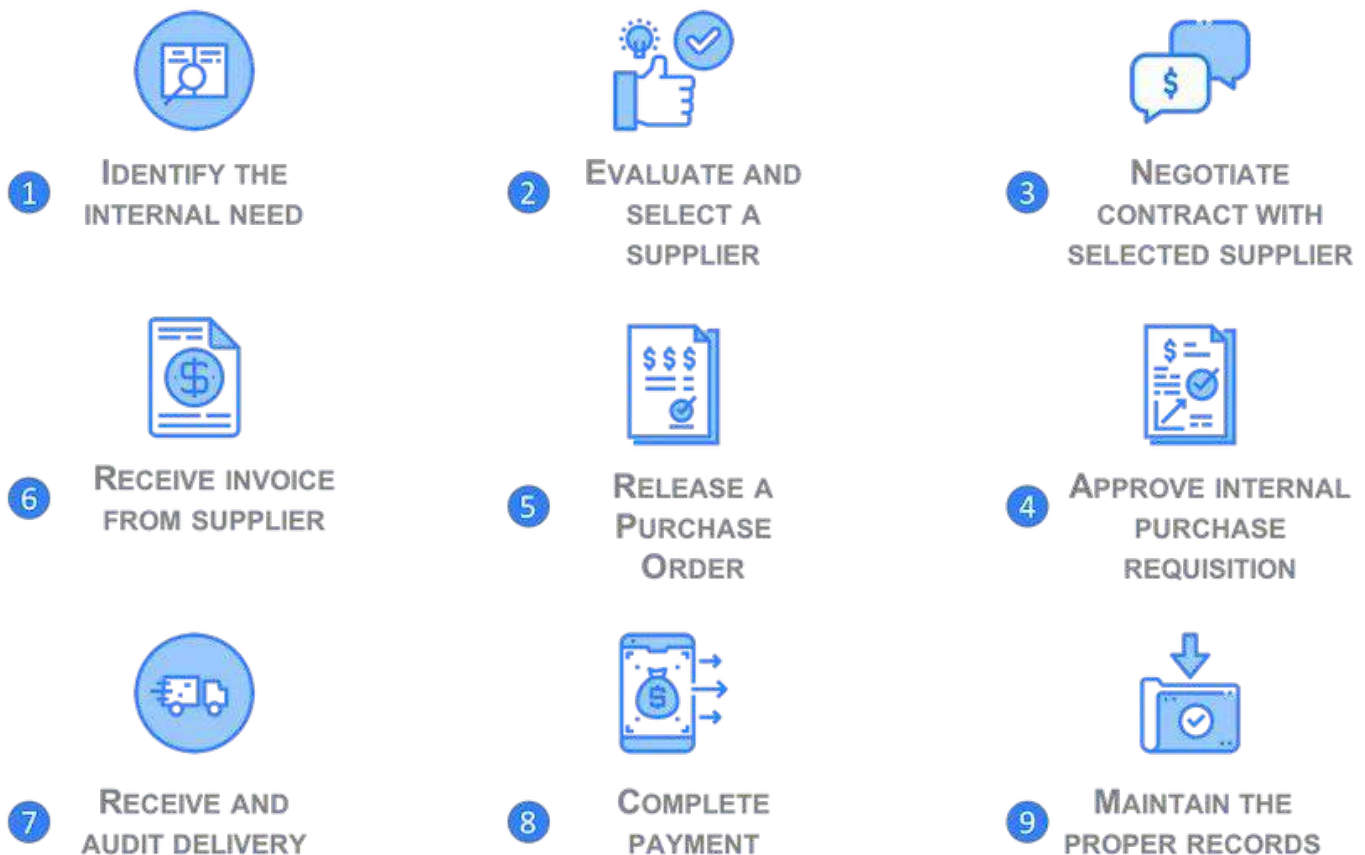 1
IDENTIFY THE
INTERNAL NEED
2
EVALUATE AND
SELECT A
SUPPLIER
3
$
NEGOTIATE
CONTRACT WITH
SELECTED SUPPLIER
$
$
4
APPROVE INTERNAL
PURCHASE
REQUISITION
$ $ $
5
RELEASE A
PURCHASE
ORDER
6
RECEIVE INVOICE
FROM SUPPLIER
7
RECEIVE AND
AUDIT DELIVERY
$
8
COMPLETE
PAYMENT
9
MAINTAIN THE
PROPER RECORDS